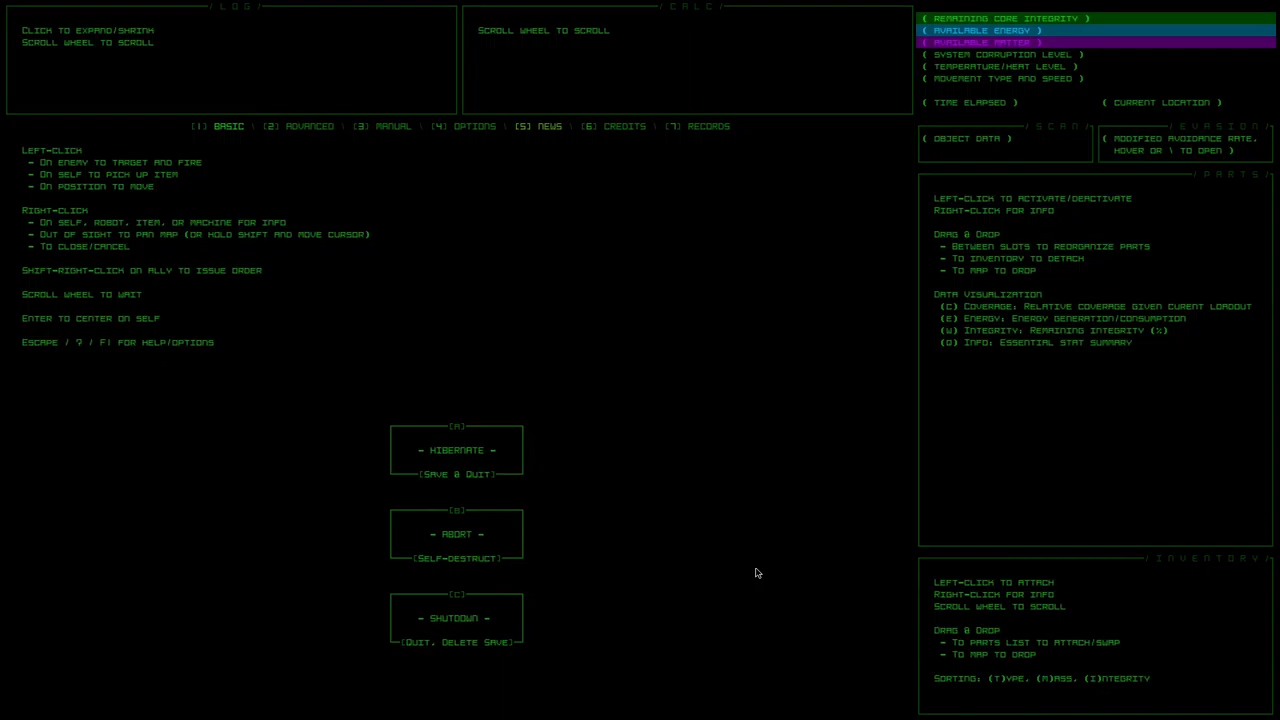 / LOG /
CLICK TO EXPAND/SHRINK
SCROLL WHEEL TO SCROLL
/ CALC /
SCROLL WHEEL TO SCROLL
( REMAINING CORE INTEGRITY )
( AVAILABLE ENERGY )
( AVAILABLE MATTER )
( SYSTEM CORRUPTION LEVEL )
( TEMPERATURE/HEAT LEVEL )
( MOVEMENT TYPE AND SPEED )
( TIME ELAPSED ) ( CURRENT LOCATION )
[1] BASIC \ [2] ADVANCED \ [3] MANUAL \ [4] OPTIONS \ [5] NEWS \ [6] CREDITS \ [7] RECORDS
LEFT-CLICK
- ON ENEMY TO TARGET AND FIRE
- ON SELF TO PICK UP ITEM
- ON POSITION TO MOVE
RIGHT-CLICK
- ON SELF, ROBOT, ITEM, OR MACHINE FOR INFO
- OUT OF SIGHT TO PAN MAP (OR HOLD SHIFT AND MOVE CURSOR)
- TO CLOSE/CANCEL
SHIFT-RIGHT-CLICK ON ALLY TO ISSUE ORDER
SCROLL WHEEL TO WAIT
ENTER TO CENTER ON SELF
ESCAPE / ? / F1 FOR HELP/OPTIONS
[A]
- HIBERNATE -
[SAVE & QUIT]
[B]
- ABORT -
[SELF-DESTRUCT]
[C]
- SHUTDOWN -
[QUIT, DELETE SAVE]
/ SCAN /
( OBJECT DATA )
/ EVASION /
( MODIFIED AVOIDANCE RATE,
HOVER OR \ TO OPEN )
/ PARTS /
LEFT-CLICK TO ACTIVATE/DEACTIVATE
RIGHT-CLICK FOR INFO
DRAG & DROP
- BETWEEN SLOTS TO REORGANIZE PARTS
- TO INVENTORY TO DETACH
- TO MAP TO DROP
DATA VISUALIZATION
(C) COVERAGE: RELATIVE COVERAGE GIVEN CURENT LOADOUT
(E) ENERGY: ENERGY GENERATION/CONSUMPTION
(W) INTEGRITY: REMAINING INTEGRITY (%)
(Q) INFO: ESSENTIAL STAT SUMMARY
/ INVENTORY /
LEFT-CLICK TO ATTACH
RIGHT-CLICK FOR INFO
SCROLL WHEEL TO SCROLL
DRAG & DROP
- TO PARTS LIST TO ATTACH/SWAP
- TO MAP TO DROP
SORTING: (T)YPE, (M)ASS, (I)NTEGRITY